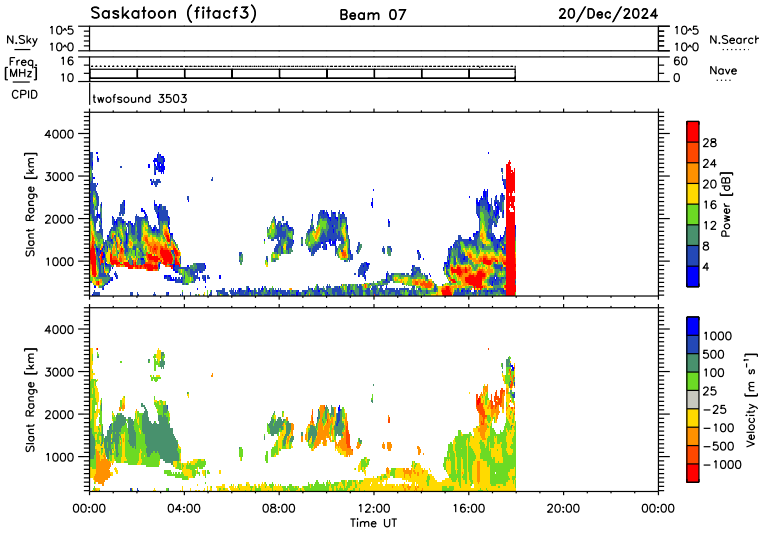 Saskatoon (fitacf3) Beam 07 20/Dec/2024
N.Sky 10^5 10^0 10^5 10^0 N.Search
Freq. [MHz] 16 10 60 0 Nave
CPID twofsound 3503
Slant Range [km] 4000 3000 2000 1000
28 24 20 16 12 8 4 Power [dB]
Slant Range [km] 4000 3000 2000 1000
1000 500 100 25 −25 −100 −500 −1000 Velocity [m s⁻¹]
00:00 04:00 08:00 12:00 16:00 20:00 00:00
Time UT